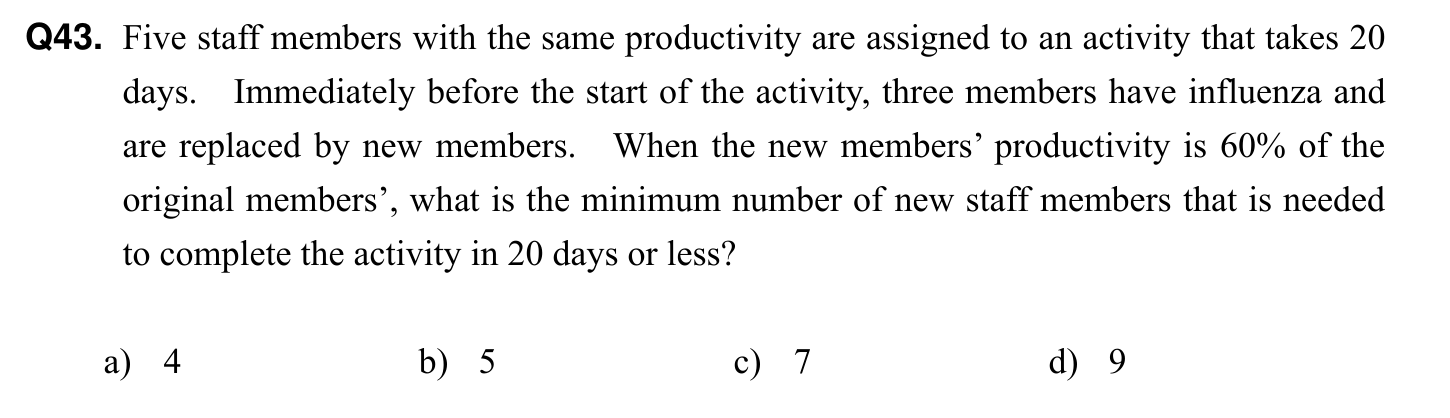 Q43. Five staff members with the same productivity are assigned to an activity that takes 20
days. Immediately before the start of the activity, three members have influenza and
are replaced by new members. When the new members’ productivity is 60% of the
original members’, what is the minimum number of new staff members that is needed
to complete the activity in 20 days or less?
a) 4 b) 5 c) 7 d) 9